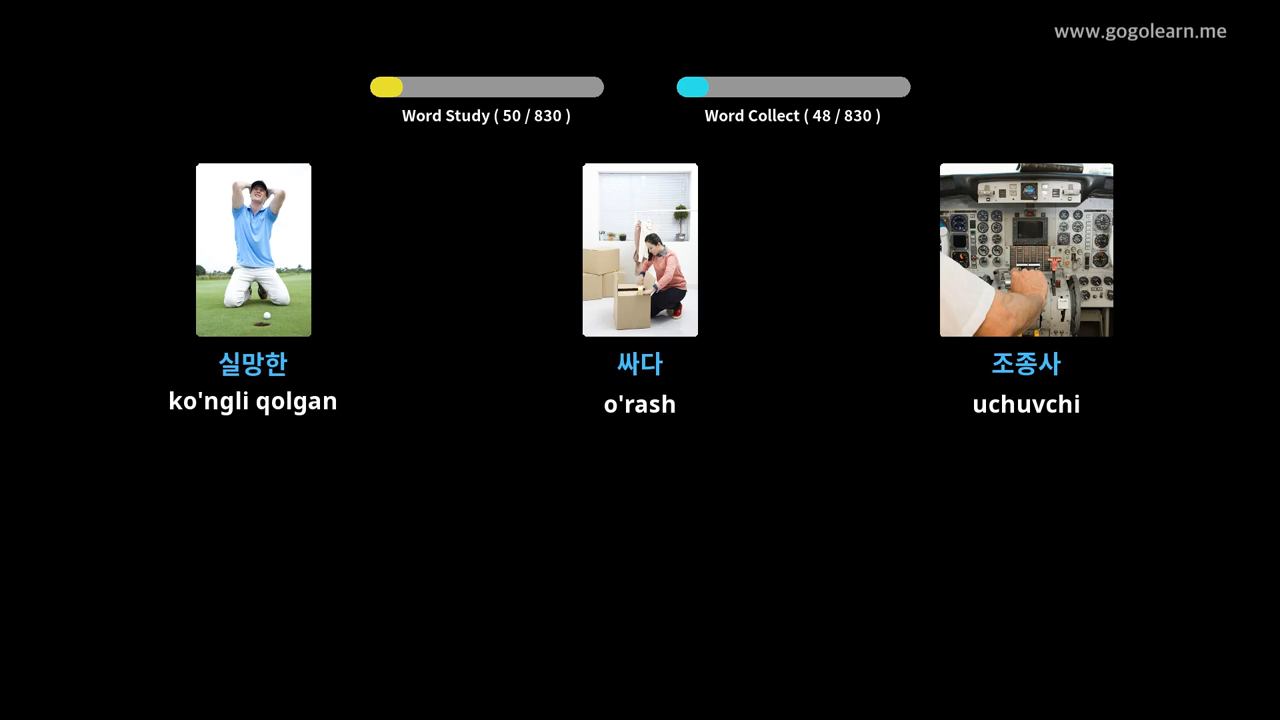 www.gogolearn.me
Word Study ( 50 / 830 )
Word Collect ( 48 / 830 )
실망한
ko'ngli qolgan
싸다
o'rash
조종사
uchuvchi